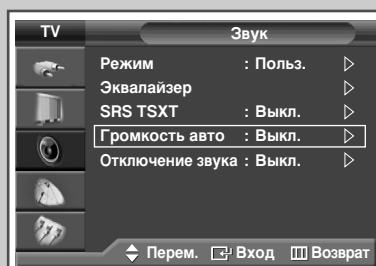 TV Звук
Режим : Польз.
Эквалайзер
SRS TSXT : Выкл.
Громкость авто : Выкл.
Отключение звука : Выкл.
Перем. Вход Возврат